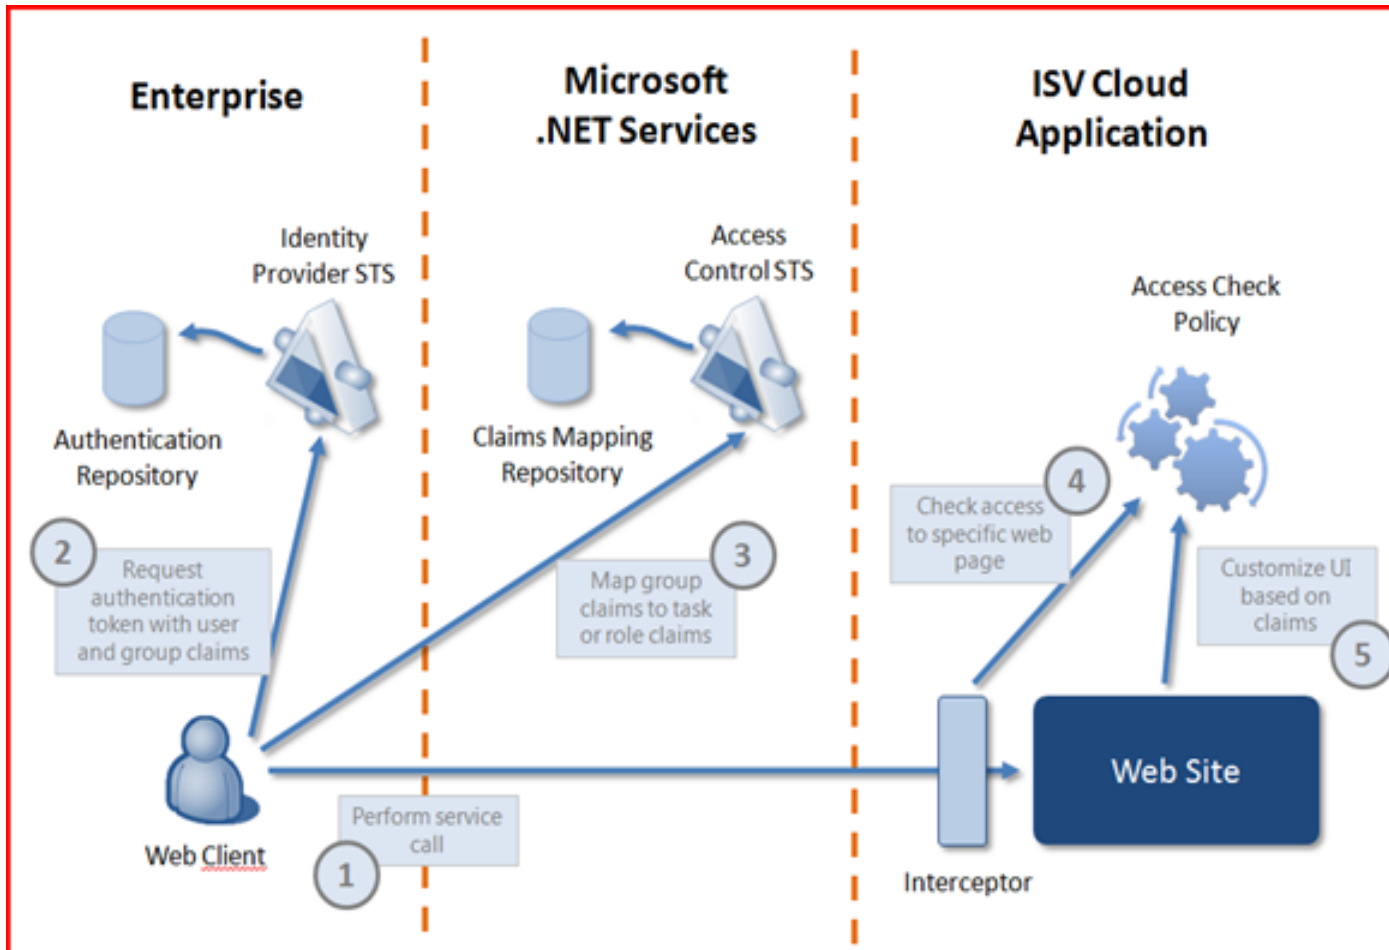 Enterprise
Microsoft
.NET Services
ISV Cloud
Application
Identity
Provider STS
Access
Control STS
Access Check
Policy
Authentication
Repository
Claims Mapping
Repository
4
Check access
to specific web
page
2
Request
authentication
token with user
and group claims
3
Map group
claims to task
or role claims
Customize UI
based on
claims
5
Web Site
Perform service
call
1
Web Client
Interceptor